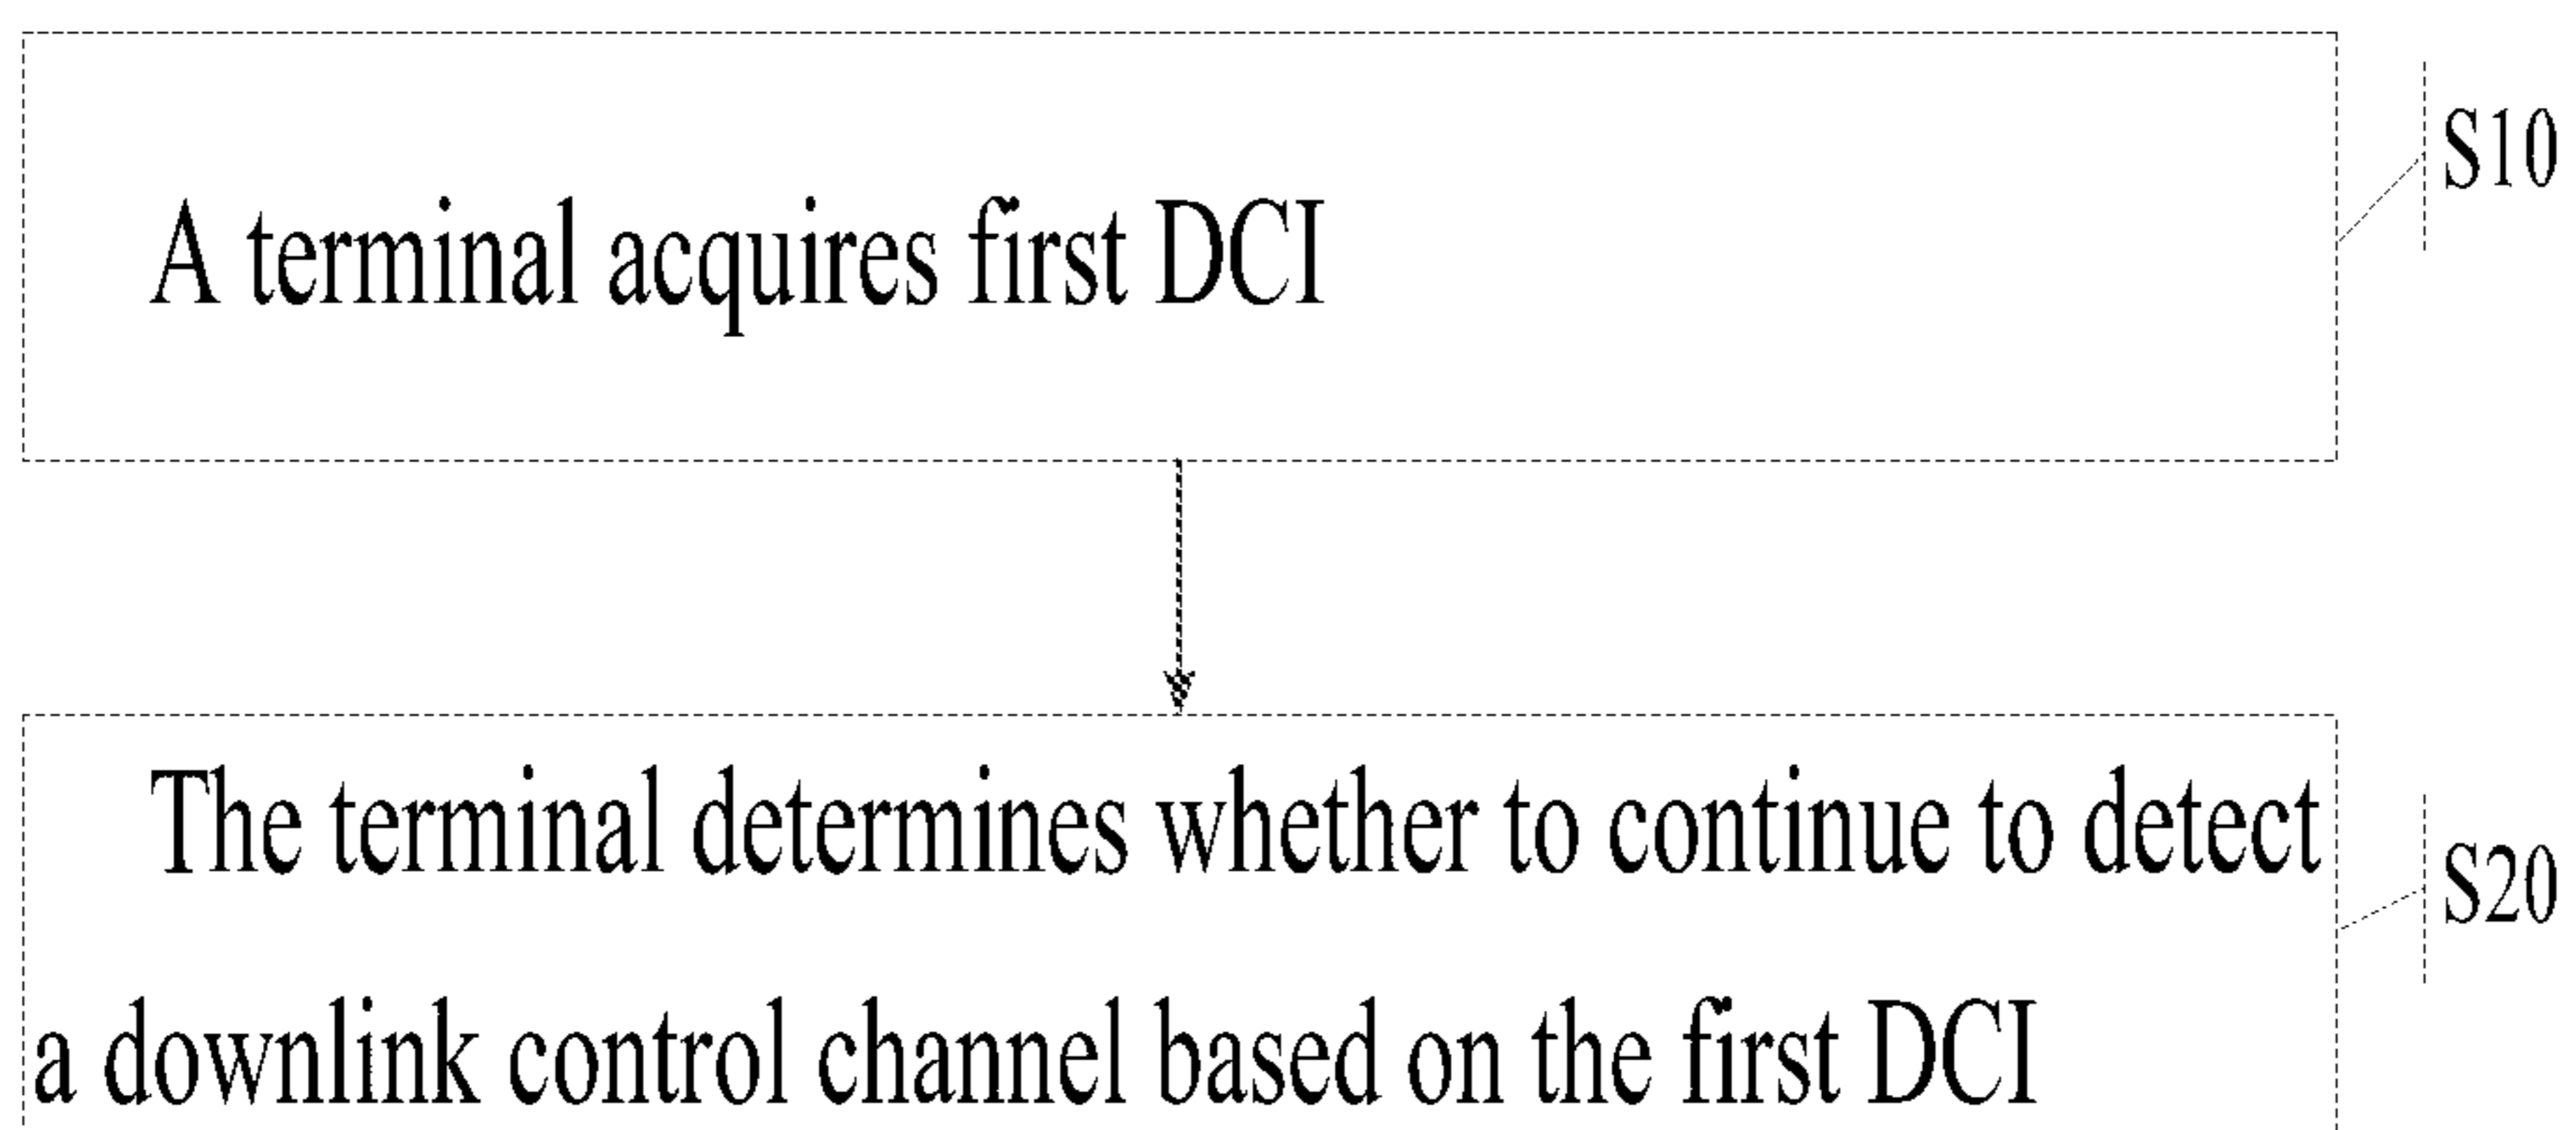 A terminal acquires first DCI
S10
The terminal determines whether to continue to detect
a downlink control channel based on the first DCI
S20